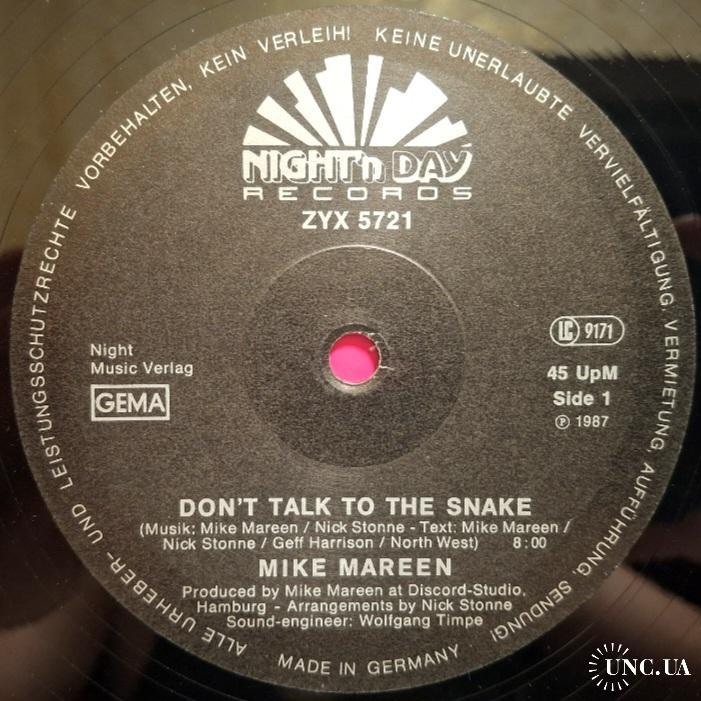 ALLE URHEBER- UND LEISTUNGSSCHUTZRECHTE VORBEHALTEN, KEIN VERLEIH! KEINE UNERLAUBTE VERVIELFÄLTIGUNG, VERMIETUNG, AUFFÜHRUNG, SENDUNG!
NIGHT'n DAY
RECORDS
ZYX 5721
Night
Music Verlag
GEMA
LC 9171
45 UpM
Side 1
Ⓟ 1987
DON'T TALK TO THE SNAKE
(Musik: Mike Mareen / Nick Stonne - Text: Mike Mareen /
Nick Stonne / Geff Harrison / North West) 8:00
MIKE MAREEN
Produced by Mike Mareen at Discord-Studio,
Hamburg - Arrangements by Nick Stonne
Sound-engineer: Wolfgang Timpe
MADE IN GERMANY
UNC.UA